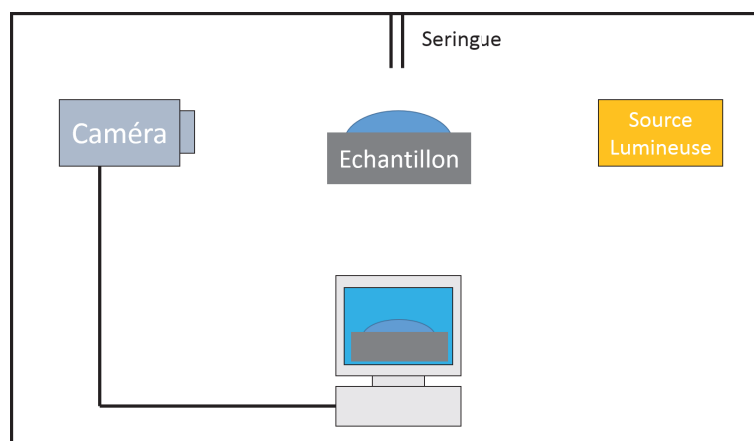 Seringue
Caméra
Echantillon
Source
Lumineuse